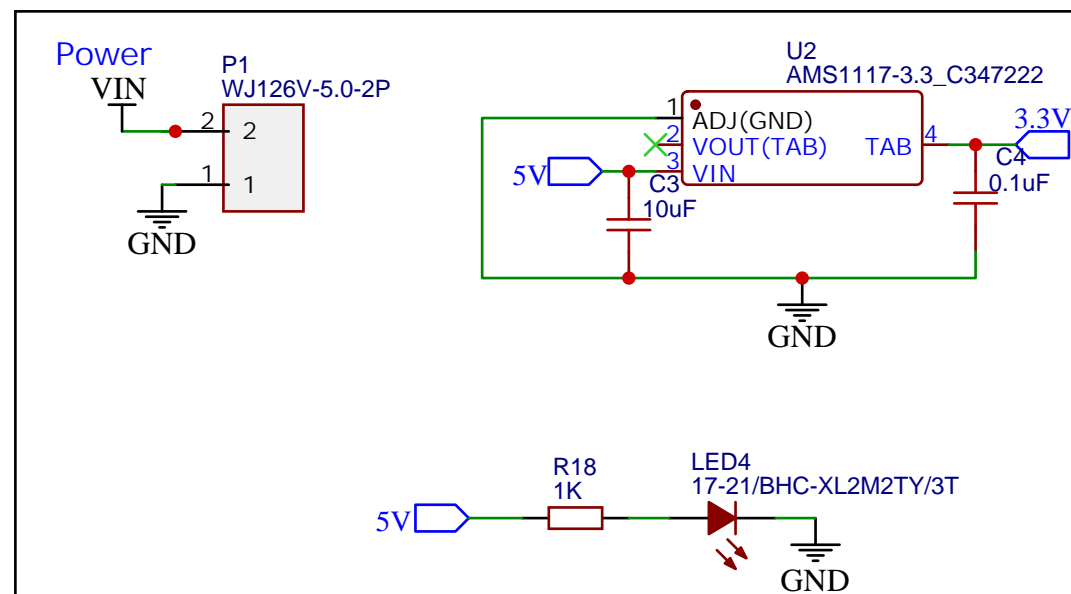 Power
VIN
P1
WJ126V-5.0-2P
2 2
1 1
GND
U2
AMS1117-3.3_C347222
1 ADJ(GND)
2 VOUT(TAB) TAB 4
3 VIN
5V
3.3V
C3
10uF
C4
0.1uF
GND
R18
1K
LED4
17-21/BHC-XL2M2TY/3T
5V
GND